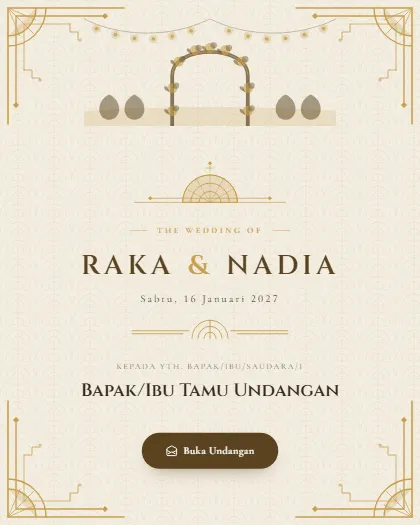 THE WEDDING OF
RAKA & NADIA
Sabtu, 16 Januari 2027
KEPADA YTH. BAPAK/IBU/SAUDARA/I
Bapak/Ibu Tamu Undangan
Buka Undangan